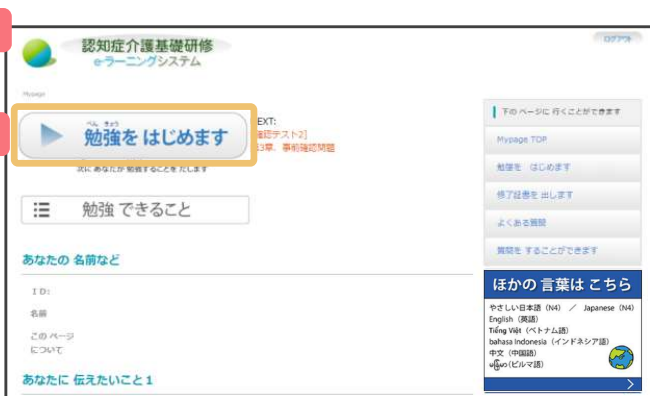 認知症介護基礎研修
eラーニングシステム
ログアウト
Mypage
べん きょう
勉強を はじめます
EXT:
確認テスト2]
3章．事前確認問題
次に あなたが 勉強することを だします
勉強 できること
あなたの 名前など
ID:
名前
この ページ
について
あなたに 伝えたいこと 1
下の ページに 行くことができます
Mypage TOP
勉強を はじめます
修了証書を 出します
よくある質問
質問を することができます
ほかの 言葉は こちら
やさしい日本語（N4） ／ Japanese（N4）
English（英語）
Tiếng Việt（ベトナム語）
bahasa Indonesia（インドネシア語）
中文（中国語）
（ビルマ語）